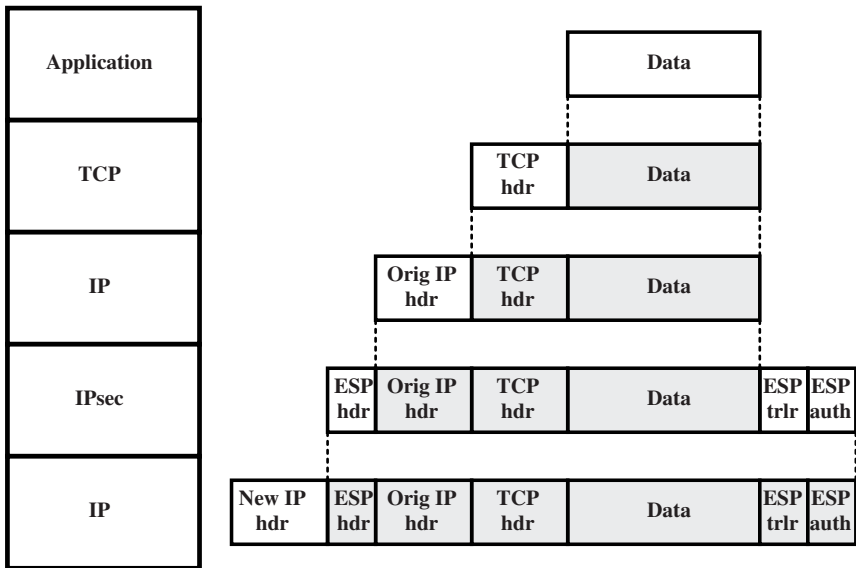 Application
Data
TCP
TCP
hdr
Data
IP
Orig IP
hdr
TCP
hdr
Data
IPsec
ESP
hdr
Orig IP
hdr
TCP
hdr
Data
ESP
trlr
ESP
auth
IP
New IP
hdr
ESP
hdr
Orig IP
hdr
TCP
hdr
Data
ESP
trlr
ESP
auth